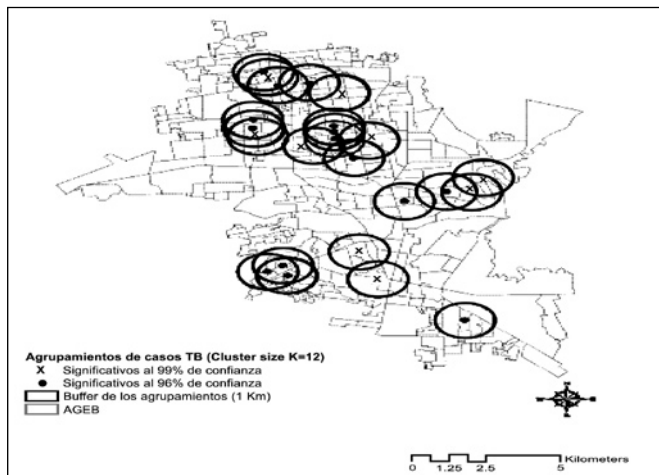 Agrupamientos de casos TB (Cluster size K=12)
x Significativos al 99% de confianza
• Significativos al 96% de confianza
Buffer de los agrupamientos (1 Km)
AGEB
N
W E
S
Kilometers
0 1.25 2.5 5